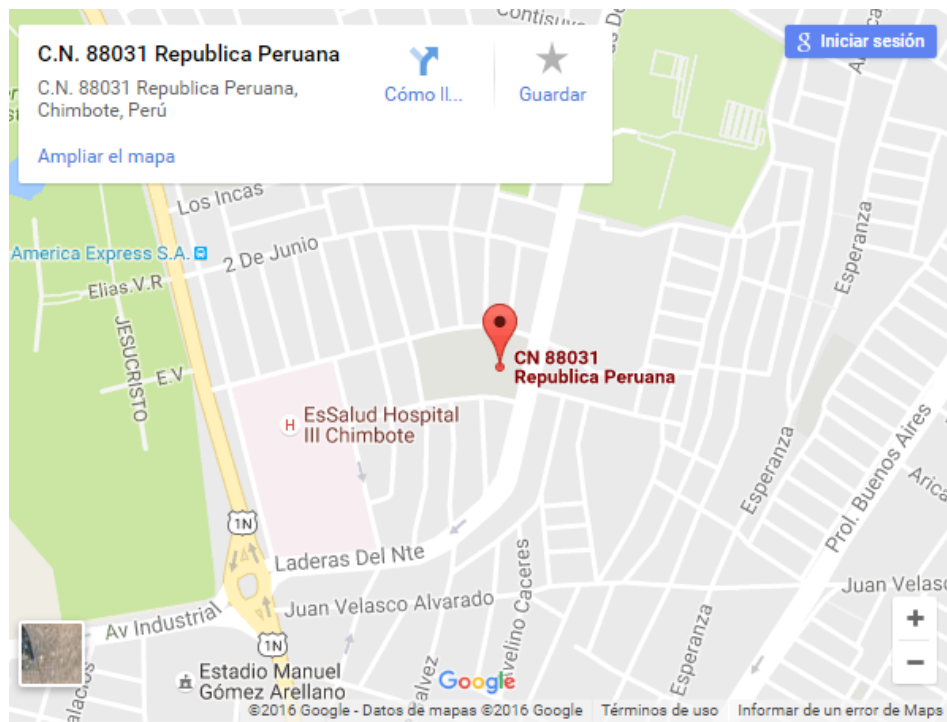 Contisuyo
C.N. 88031 Republica Peruana
C.N. 88031 Republica Peruana,
Chimbote, Perú
Cómo ll...
Guardar
Ampliar el mapa
Iniciar sesión
Los Incas
2 De Junio
America Express S.A.
Elias.V.R
JESUCRISTO
E.V
Esperanza
CN 88031
Republica Peruana
H
EsSalud Hospital
III Chimbote
Esperanza
Prol. Buenos Aires
Arica
1N
Laderas Del Nte
Avelino Caceres
Juan Velasco Alvarado
Juan Velasc
Av Industrial
1N
Esperanza
+
−
Estadio Manuel
Gómez Arellano
alvez
alacios
Google
©2016 Google - Datos de mapas ©2016 Google
Términos de uso
Informar de un error de Maps